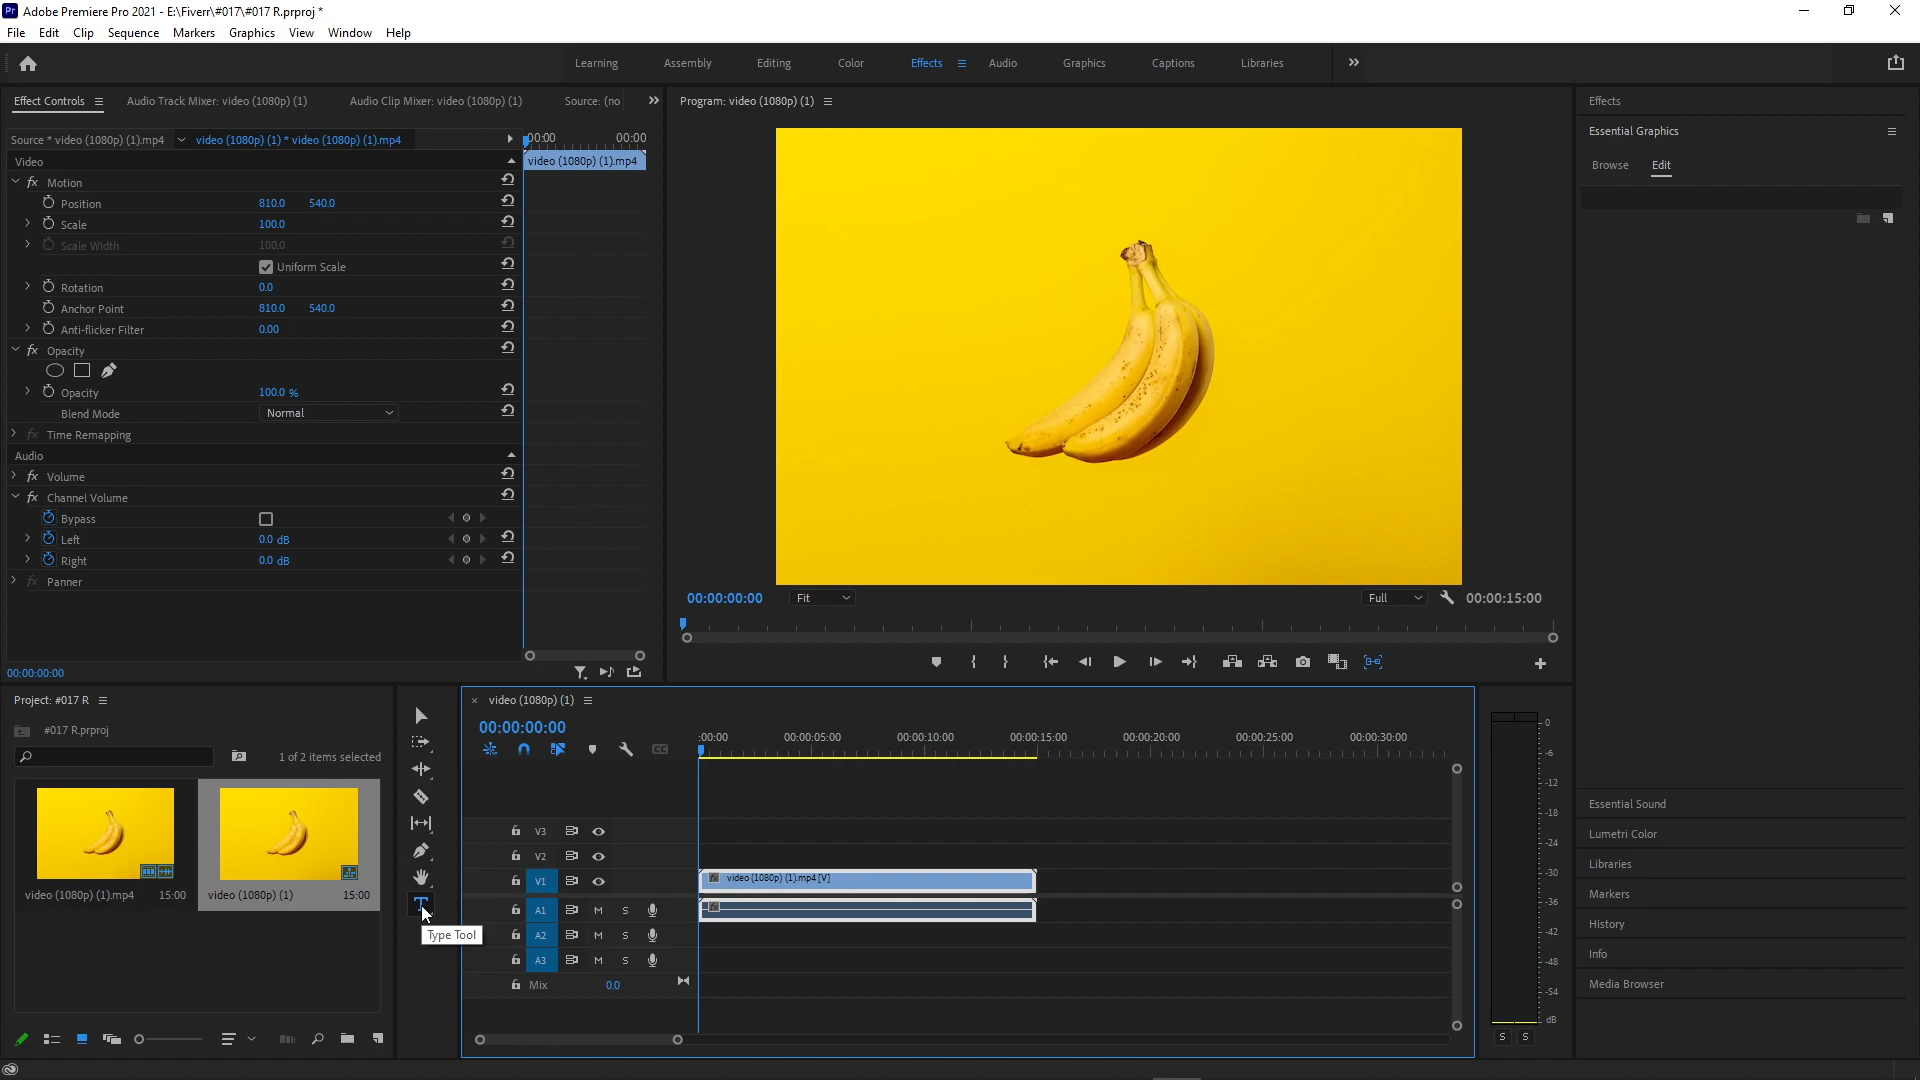 Pr Adobe Premiere Pro 2021 - E:\Fiverr\#017\#017 R.prproj *
File Edit Clip Sequence Markers Graphics View Window Help
Learning Assembly Editing Color Effects Audio Graphics Captions Libraries
Effect Controls Audio Track Mixer: video (1080p) (1) Audio Clip Mixer: video (1080p) (1) Source: (no
Program: video (1080p) (1)
Effects
Essential Graphics
Browse Edit
Source * video (1080p) (1).mp4 video (1080p) (1) * video (1080p) (1).mp4
00:00 00:00
video (1080p) (1).mp4
Video
fx Motion
Position 810.0 540.0
Scale 100.0
Scale Width 100.0
Uniform Scale
Rotation 0.0
Anchor Point 810.0 540.0
Anti-flicker Filter 0.00
fx Opacity
Opacity 100.0 %
Blend Mode Normal
fx Time Remapping
Audio
fx Volume
fx Channel Volume
Bypass
Left 0.0 dB
Right 0.0 dB
fx Panner
00:00:00:00
00:00:00:00 Fit Full 00:00:15:00
Project: #017 R
#017 R.prproj
1 of 2 items selected
video (1080p) (1).mp4 15:00
video (1080p) (1) 15:00
T
Type Tool
× video (1080p) (1)
00:00:00:00
CC
:00:00 00:00:05:00 00:00:10:00 00:00:15:00 00:00:20:00 00:00:25:00 00:00:30:00
V3
V2
V1
fx video (1080p) (1).mp4 [V]
A1 M S
fx
A2 M S
A3 M S
Mix 0.0
0
-6
-12
-18
-24
-30
-36
-42
-48
-54
dB
S S
Essential Sound
Lumetri Color
Libraries
Markers
History
Info
Media Browser